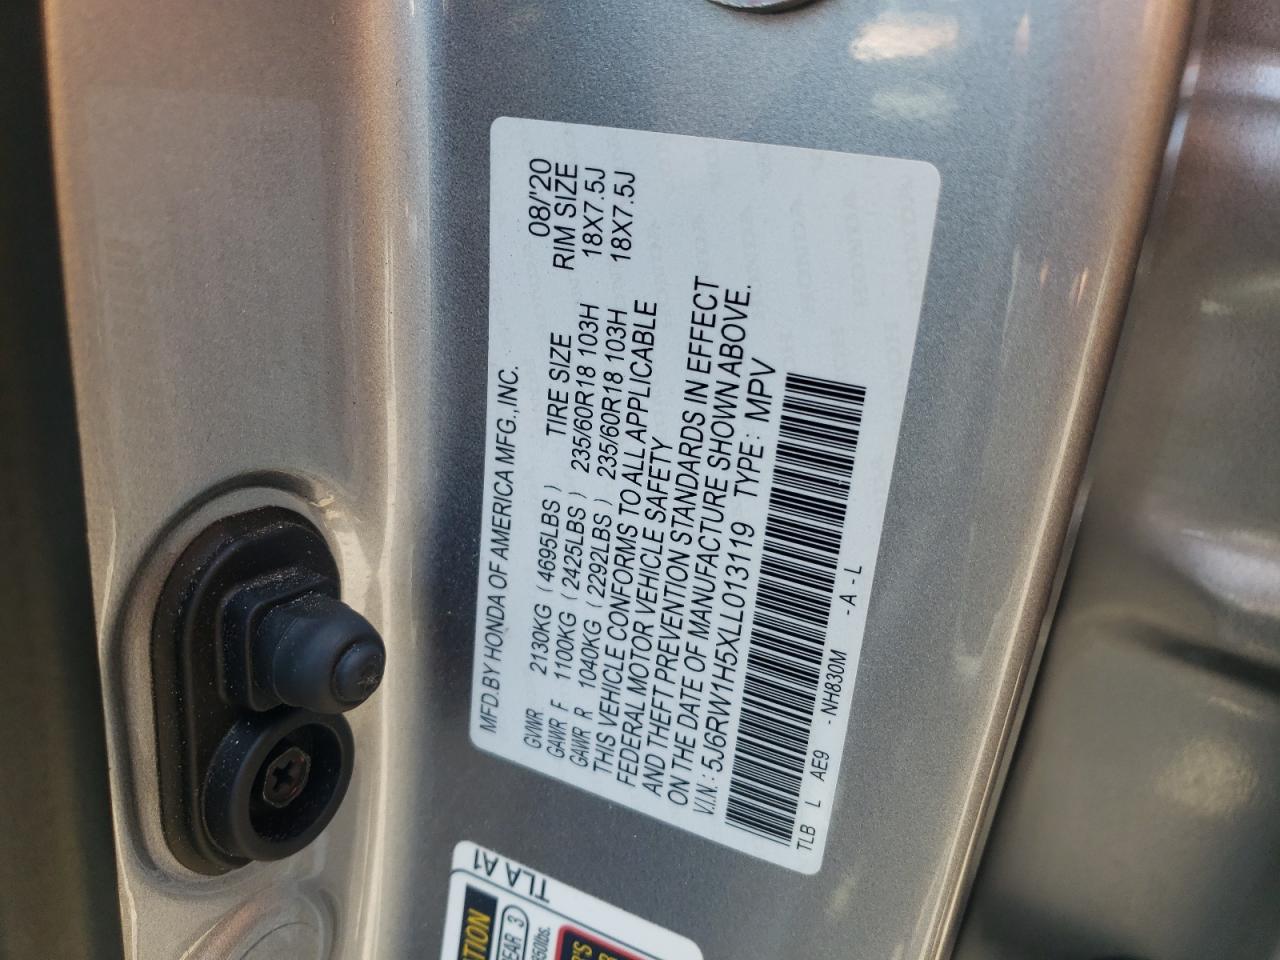 MFD.BY HONDA OF AMERICA MFG.,INC. 08/'20
TIRE SIZE RIM SIZE
GVWR 2130KG (4695LBS)
GAWR F 1100KG (2425LBS) 235/60R18 103H 18X7.5J
GAWR R 1040KG (2292LBS) 235/60R18 103H 18X7.5J
THIS VEHICLE CONFORMS TO ALL APPLICABLE
FEDERAL MOTOR VEHICLE SAFETY
AND THEFT PREVENTION STANDARDS IN EFFECT
ON THE DATE OF MANUFACTURE SHOWN ABOVE.
V.I.N.: 5J6RW1H5XLL013119 TYPE: MPV
TLB L AE9 -NH830M -A-L
TLA A1